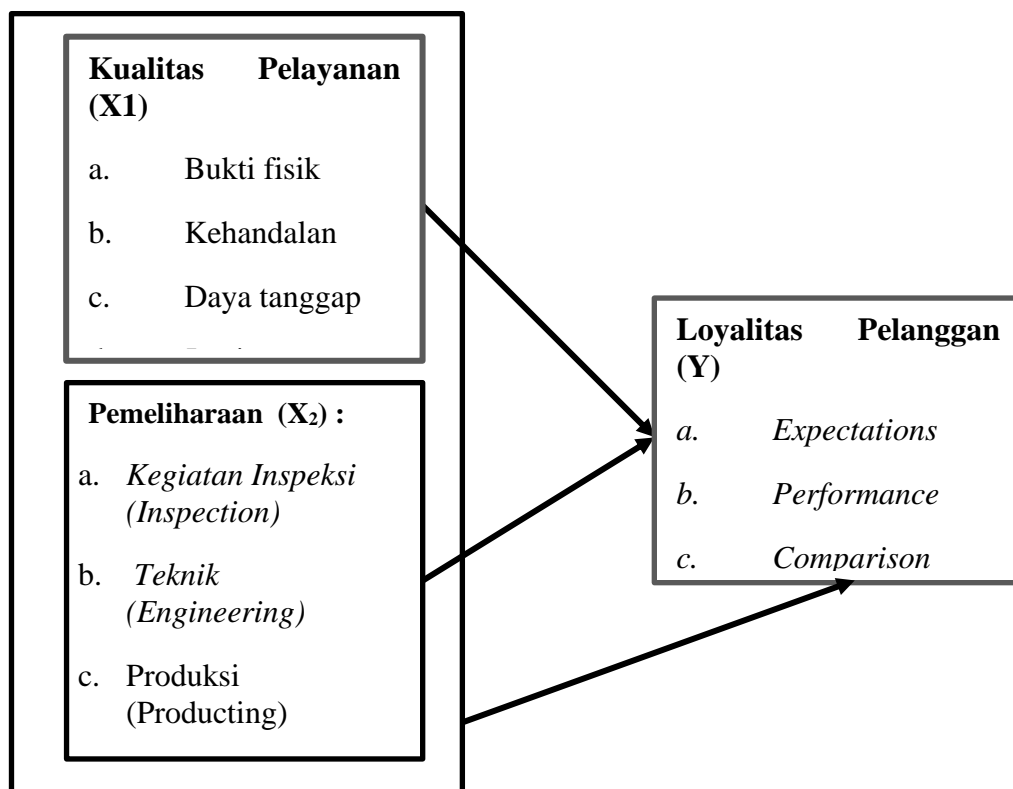 Kualitas Pelayanan
(X1)
a. Bukti fisik
b. Kehandalan
c. Daya tanggap
Pemeliharaan (X₂) :
a. Kegiatan Inspeksi
(Inspection)
b. Teknik
(Engineering)
c. Produksi
(Producting)
Loyalitas Pelanggan
(Y)
a. Expectations
b. Performance
c. Comparison